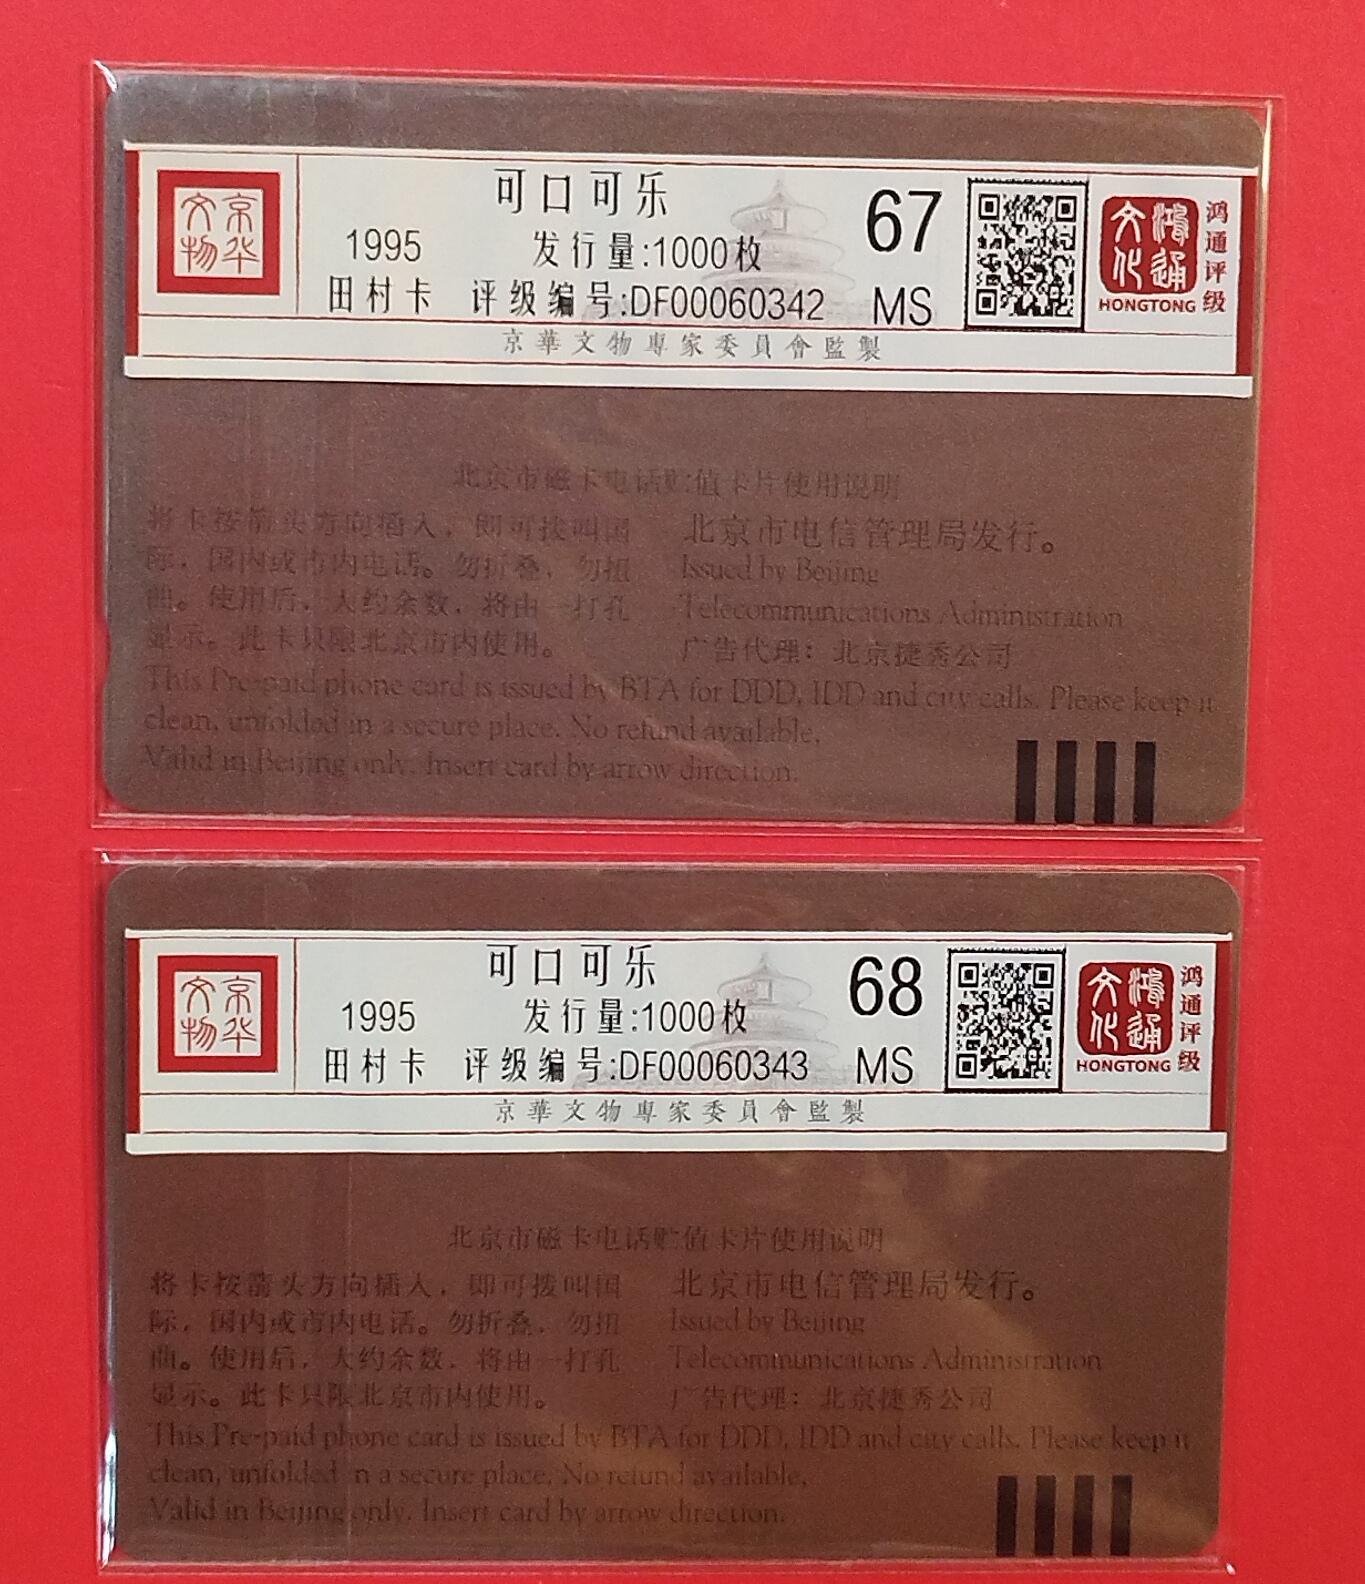 京华文物
可口可乐
1995 发行量:1000枚
田村卡 评级编号:DF00060342
67
MS
鸿通文化
HONGTONG
鸿通评级
京華文物專家委員會監製
北京市磁卡电话贮值卡片使用说明
将卡按箭头方向插入，即可拨叫国
际，国内或市内电话。勿折叠，勿扭
曲。使用后，大约余数，将由一打孔
显示。此卡只限北京市内使用。
北京市电信管理局发行。
Issued by Beijing
Telecommunications Administration
广告代理：北京捷秀公司
This Pre-paid phone card is issued by BTA for DDD, IDD and city calls. Please keep it
clean, unfolded in a secure place. No refund available,
Valid in Beijing only. Insert card by arrow direction.
京华文物
可口可乐
1995 发行量:1000枚
田村卡 评级编号:DF00060343
68
MS
鸿通文化
HONGTONG
鸿通评级
京華文物專家委員會監製
北京市磁卡电话贮值卡片使用说明
将卡按箭头方向插入，即可拨叫国
际，国内或市内电话。勿折叠，勿扭
曲。使用后，大约余数，将由一打孔
显示。此卡只限北京市内使用。
北京市电信管理局发行。
Issued by Beijing
Telecommunications Administration
广告代理：北京捷秀公司
This Pre-paid phone card is issued by BTA for DDD, IDD and city calls. Please keep it
clean, unfolded in a secure place. No refund available,
Valid in Beijing only. Insert card by arrow direction.